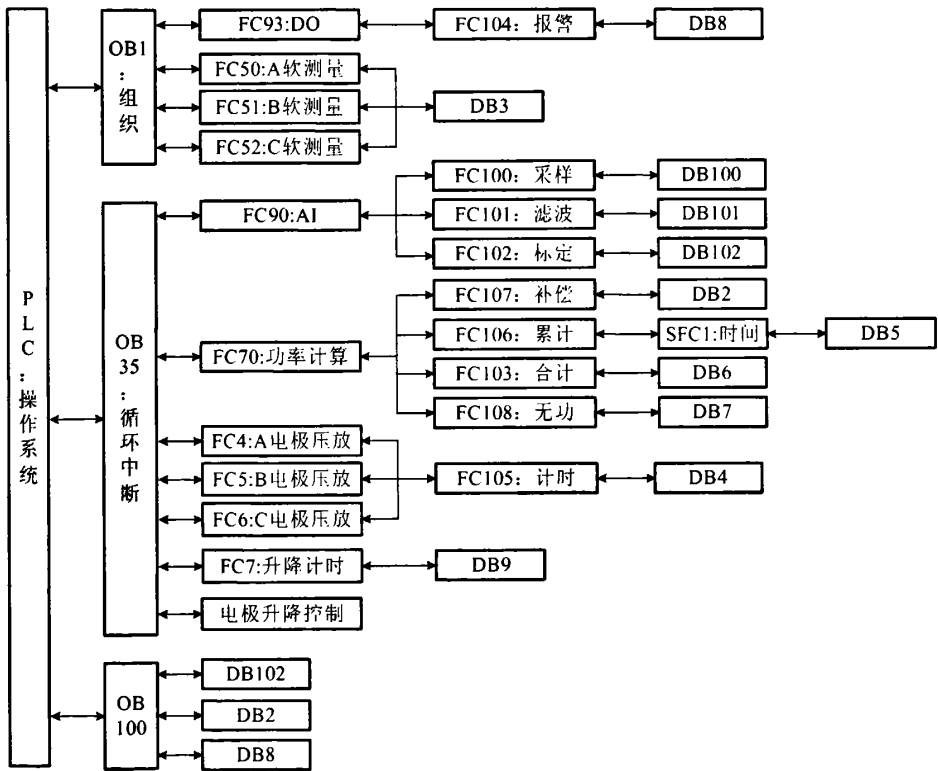 PLC:操作系统
OB1:组织
FC93:DO
FC104：报警
DB8
FC50:A软测量
FC51:B软测量
DB3
FC52:C软测量
OB35:循环中断
FC90:AI
FC100：采样
DB100
FC101：滤波
DB101
FC102：标定
DB102
FC70:功率计算
FC107：补偿
DB2
FC106：累计
SFC1:时间
DB5
FC103：合计
DB6
FC108：无功
DB7
FC4:A电极压放
FC5:B电极压放
FC105：计时
DB4
FC6:C电极压放
FC7:升降计时
DB9
电极升降控制
OB
100
DB102
DB2
DB8